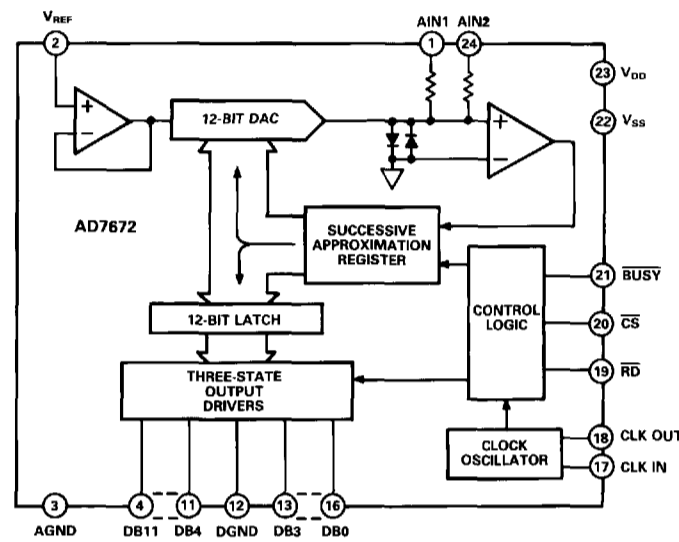 VREF
AIN1 AIN2
2
1 24
23 VDD
22 VSS
+
−
12-BIT DAC
+
−
AD7672
SUCCESSIVE
APPROXIMATION
REGISTER
CONTROL
LOGIC
21 BUSY
20 CS
19 RD
12-BIT LATCH
THREE-STATE
OUTPUT
DRIVERS
CLOCK
OSCILLATOR
18 CLK OUT
17 CLK IN
3 4 11 12 13 16
AGND DB11 DB4 DGND DB3 DB0